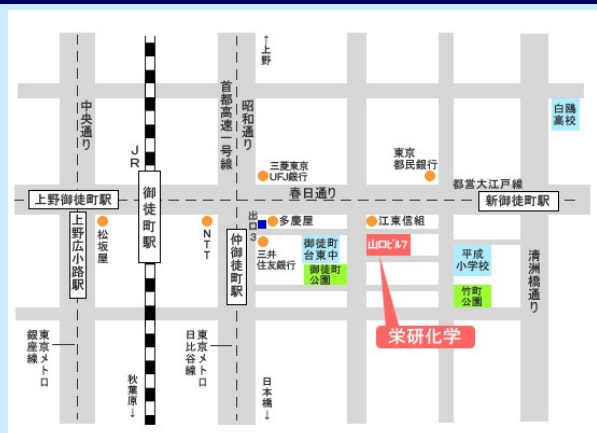 ↑上野
中央通り
首都高速一号線
昭和通り
白鴎
高校
JR
三菱東京
UFJ銀行
東京
都民銀行
春日通り
都営大江戸線
上野御徒町駅
御徒町駅
新御徒町駅
上野広小路駅
松坂屋
NTT
仲御徒町駅
出口3
多慶屋
江東信組
三井
住友銀行
御徒町
台東中
御徒町
公園
山口ビル7
平成
小学校
竹町
公園
清洲橋通り
栄研化学
東京メトロ
銀座線
秋葉原↓
東京メトロ
日比谷線
日本橋↓